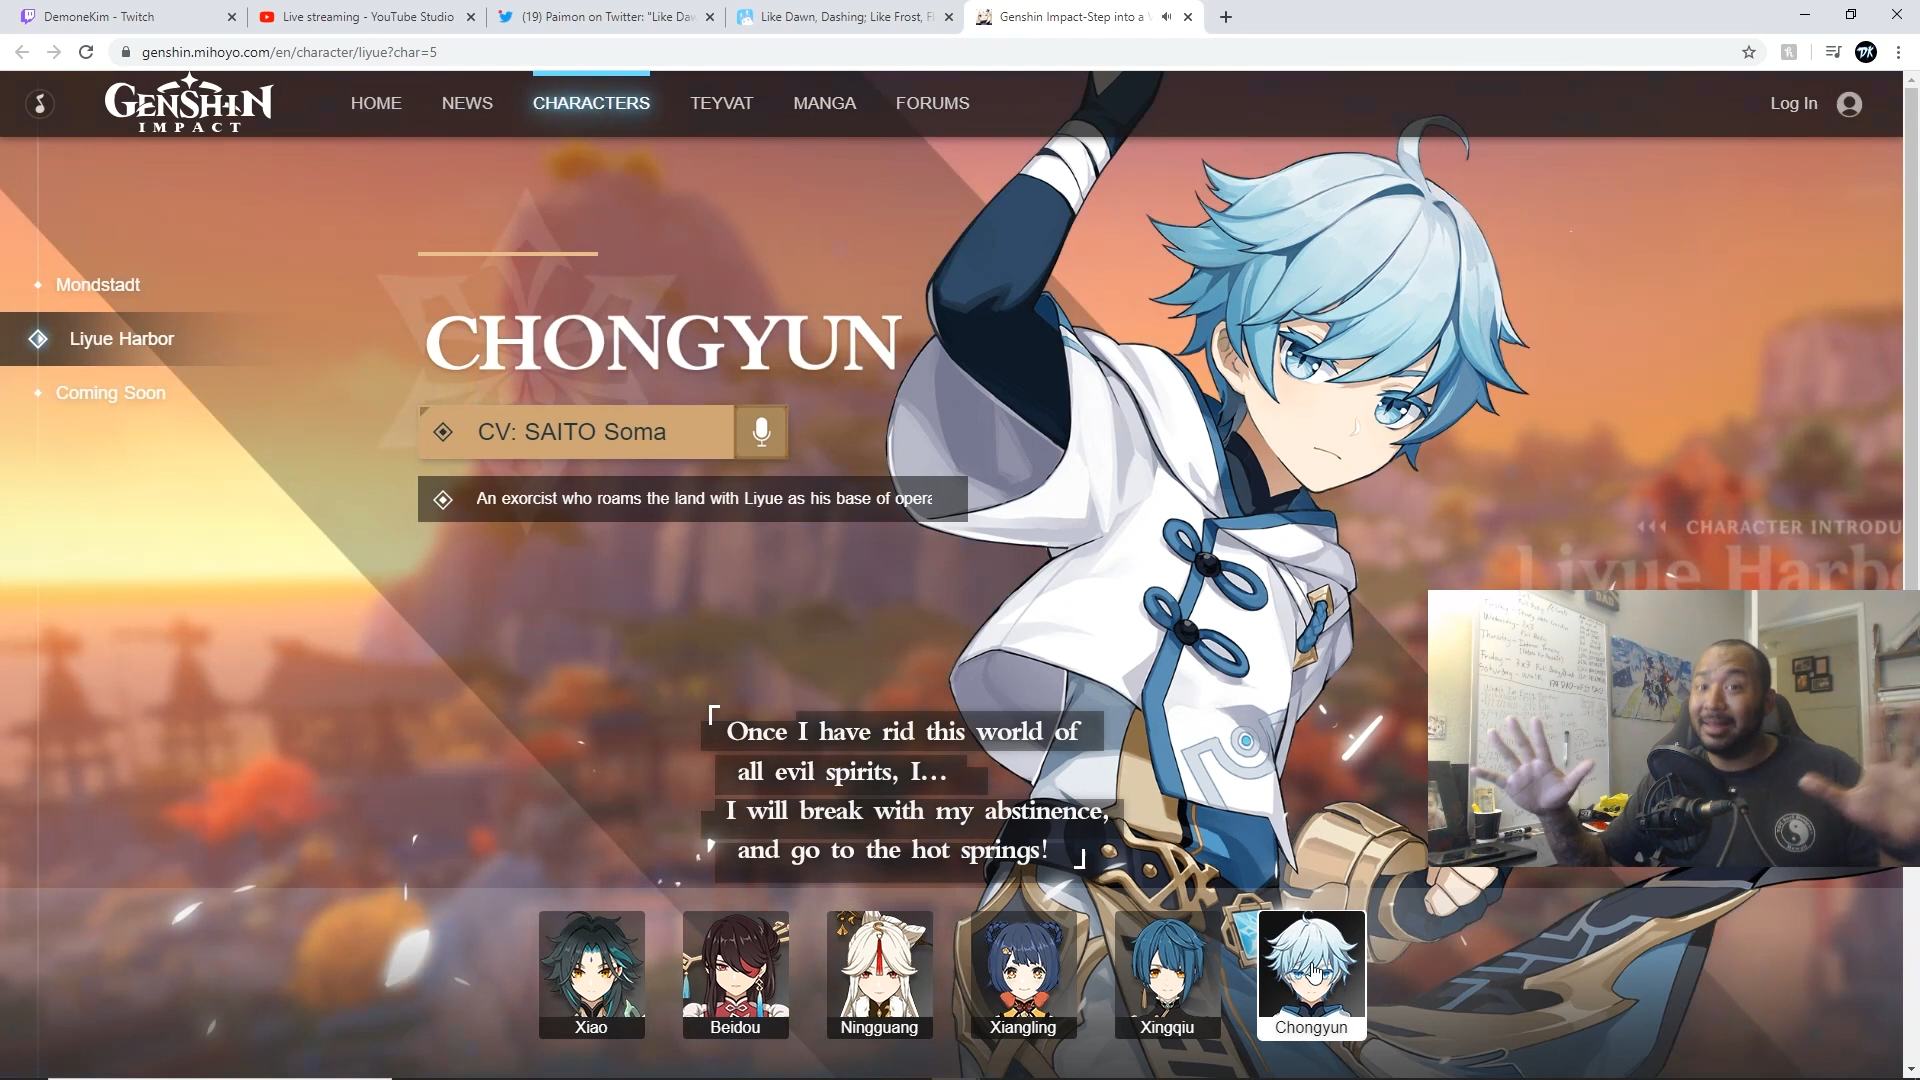 DemoneKim - Twitch
Live streaming - YouTube Studio
(19) Paimon on Twitter: "Like Daw
Like Dawn, Dashing; Like Frost, F
Genshin Impact-Step into a
genshin.mihoyo.com/en/character/liyue?char=5
DK
GENSHIN
IMPACT
HOME
NEWS
CHARACTERS
TEYVAT
MANGA
FORUMS
Log In
Mondstadt
Liyue Harbor
Coming Soon
CHONGYUN
CV: SAITO Soma
An exorcist who roams the land with Liyue as his base of opera
CHARACTER INTRODU
Liyue Harbo
Once I have rid this world of
all evil spirits, I...
I will break with my abstinence,
and go to the hot springs!
Xiao
Beidou
Ningguang
Xiangling
Xingqiu
Chongyun